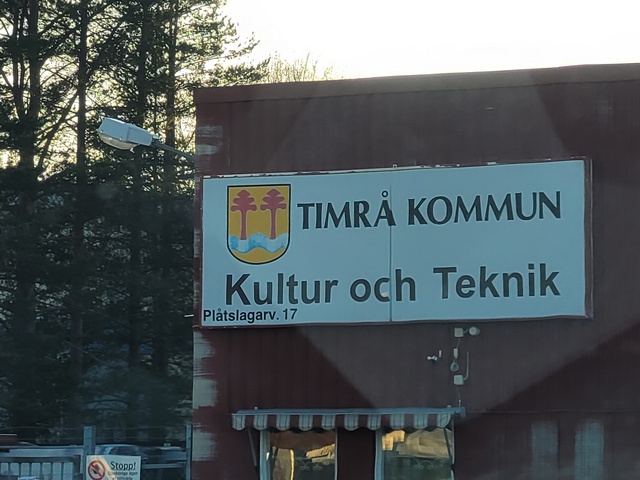 TIMRÅ KOMMUN
Kultur och Teknik
Plåtslagarv. 17
Stopp!